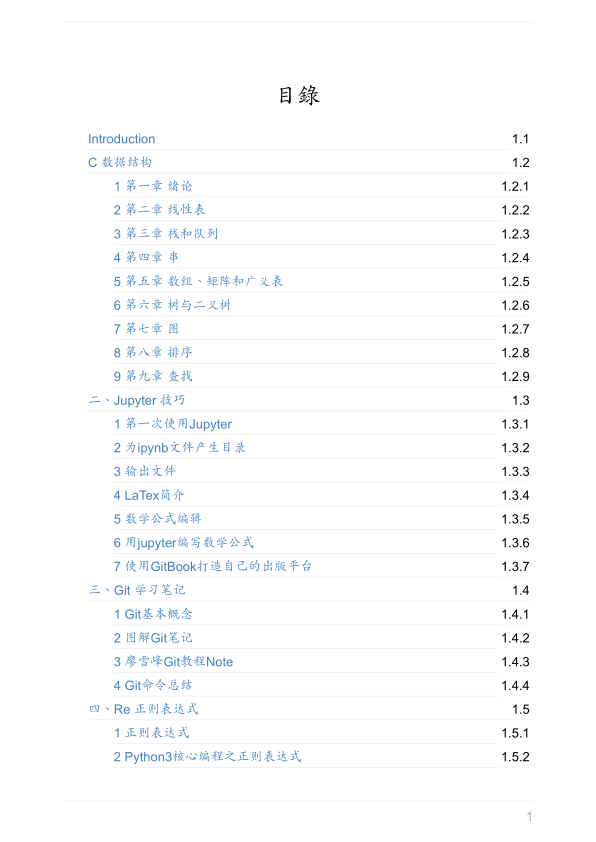 目錄
Introduction 1.1
C 数据结构 1.2
1 第一章 绪论 1.2.1
2 第二章 线性表 1.2.2
3 第三章 栈和队列 1.2.3
4 第四章 串 1.2.4
5 第五章 数组、矩阵和广义表 1.2.5
6 第六章 树与二叉树 1.2.6
7 第七章 图 1.2.7
8 第八章 排序 1.2.8
9 第九章 查找 1.2.9
二、Jupyter 技巧 1.3
1 第一次使用Jupyter 1.3.1
2 为ipynb文件产生目录 1.3.2
3 输出文件 1.3.3
4 LaTex简介 1.3.4
5 数学公式编辑 1.3.5
6 用jupyter编写数学公式 1.3.6
7 使用GitBook打造自己的出版平台 1.3.7
三、Git 学习笔记 1.4
1 Git基本概念 1.4.1
2 图解Git笔记 1.4.2
3 廖雪峰Git教程Note 1.4.3
4 Git命令总结 1.4.4
四、Re 正则表达式 1.5
1 正则表达式 1.5.1
2 Python3核心编程之正则表达式 1.5.2
1